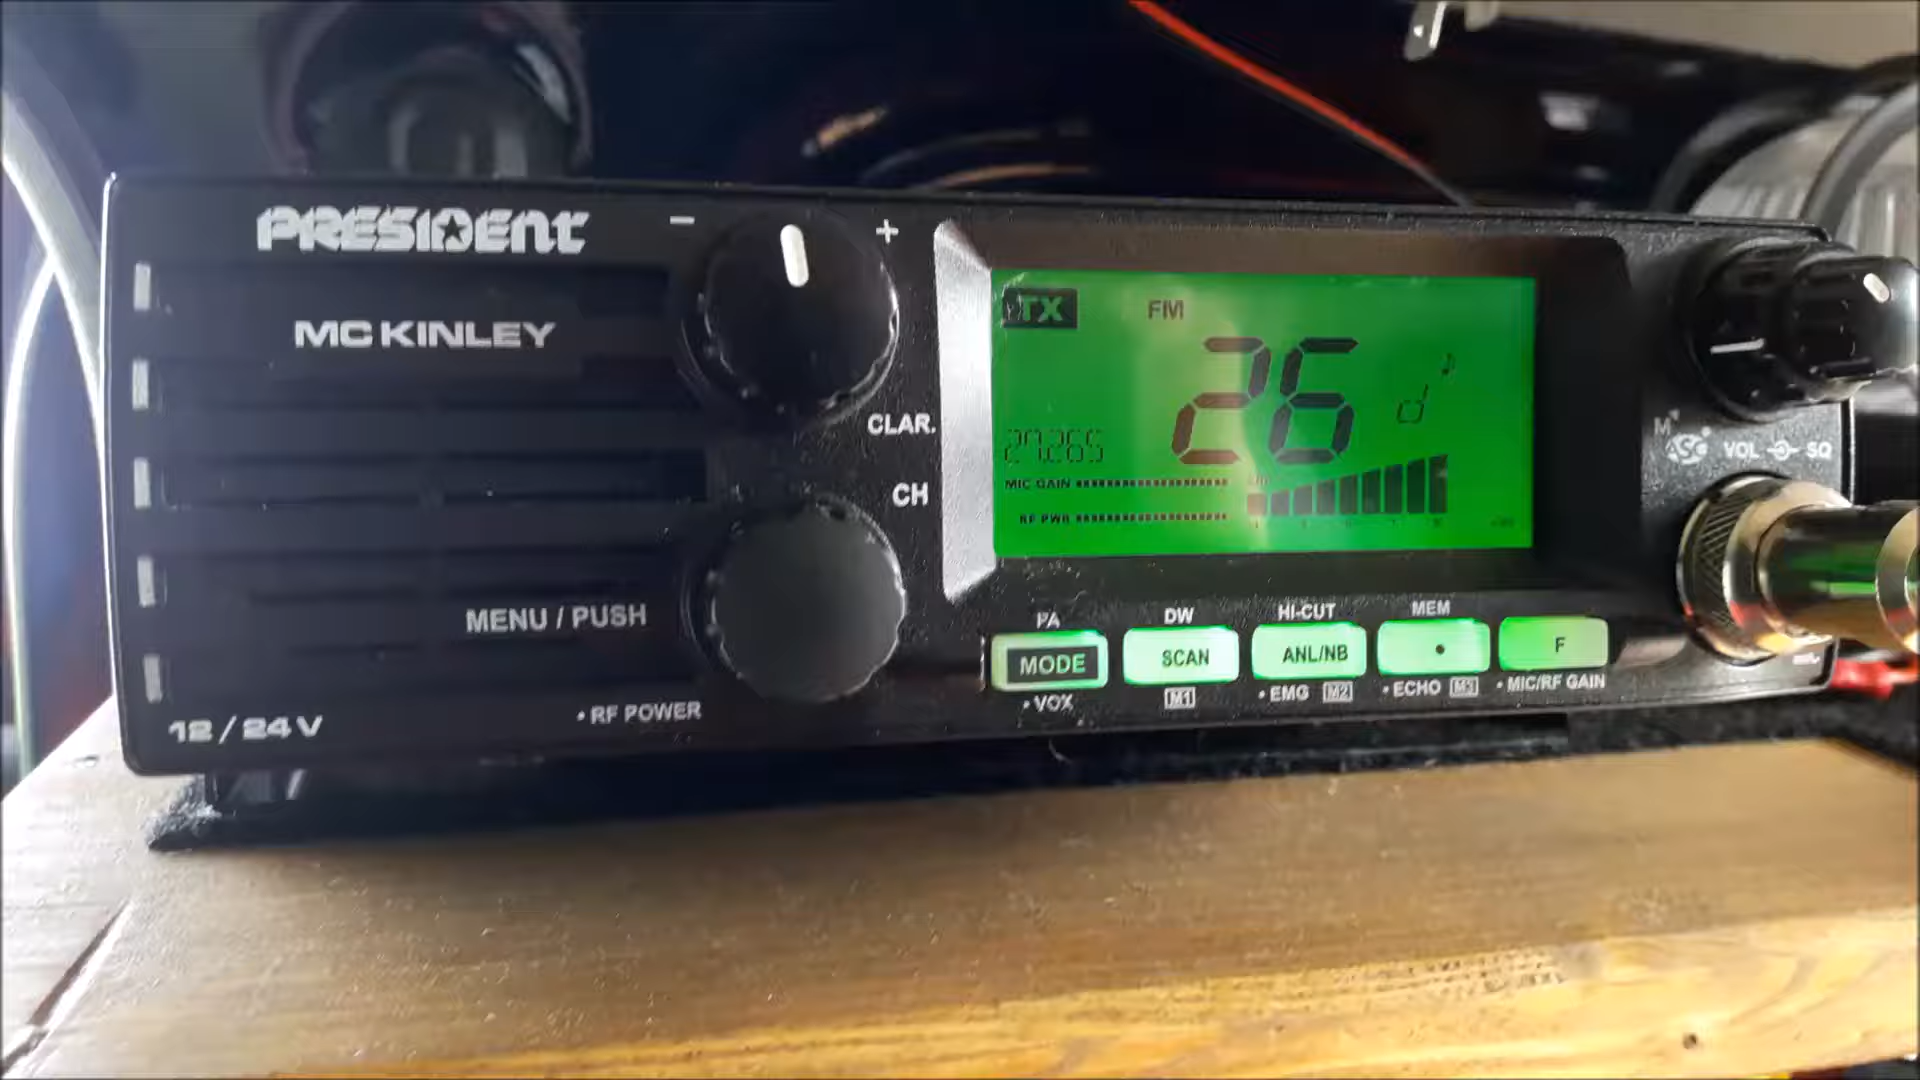 PRESIDENT
MC KINLEY
- +
CLAR.
CH
MENU / PUSH
• RF POWER
12 / 24 V
TX FM
26 d
27.265
MIC GAIN
RF PWR
PA DW HI-CUT MEM
MODE SCAN ANL/NB • F
• VOX M1 • EMG M2 • ECHO M3 • MIC/RF GAIN
M
ASC VOL SQ